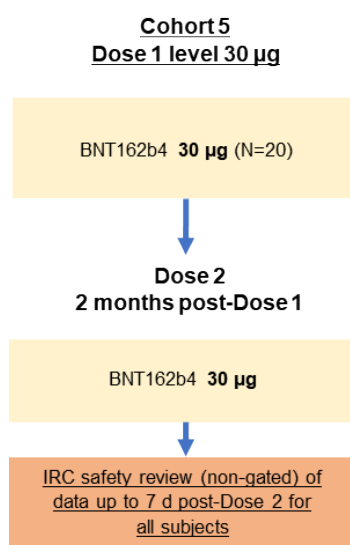 Cohort 5
Dose 1 level 30 µg
BNT162b4 30 µg (N=20)
Dose 2
2 months post-Dose 1
BNT162b4 30 µg
IRC safety review (non-gated) of
data up to 7 d post-Dose 2 for
all subjects